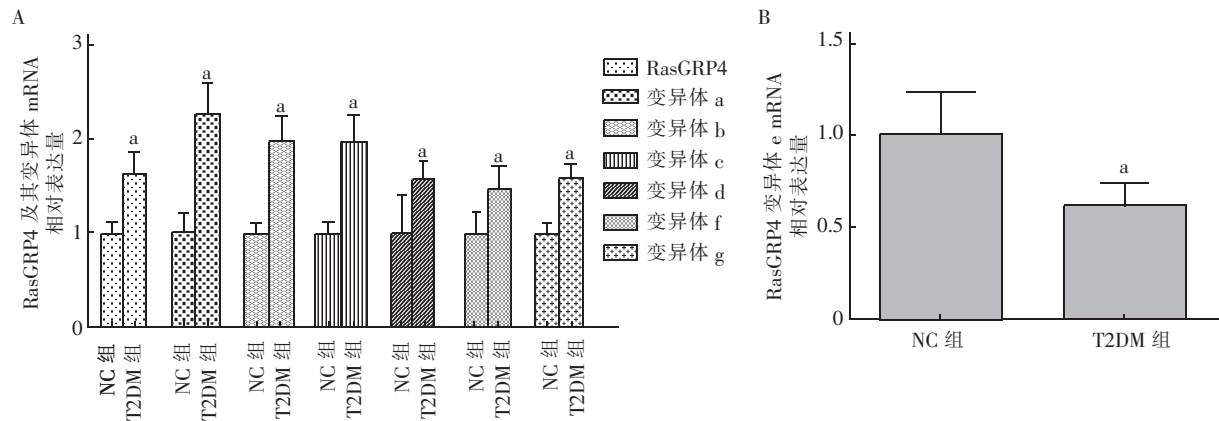 A
RasGRP4 及其变异体 mRNA
相对表达量
3
2
1
0
a
a
a
a
a
a
a
NC 组
T2DM 组
NC 组
T2DM 组
NC 组
T2DM 组
NC 组
T2DM 组
NC 组
T2DM 组
NC 组
T2DM 组
NC 组
T2DM 组
RasGRP4
变异体 a
变异体 b
变异体 c
变异体 d
变异体 f
变异体 g
B
RasGRP4 变异体 e mRNA
相对表达量
1.5
1.0
0.5
0
a
NC 组
T2DM 组